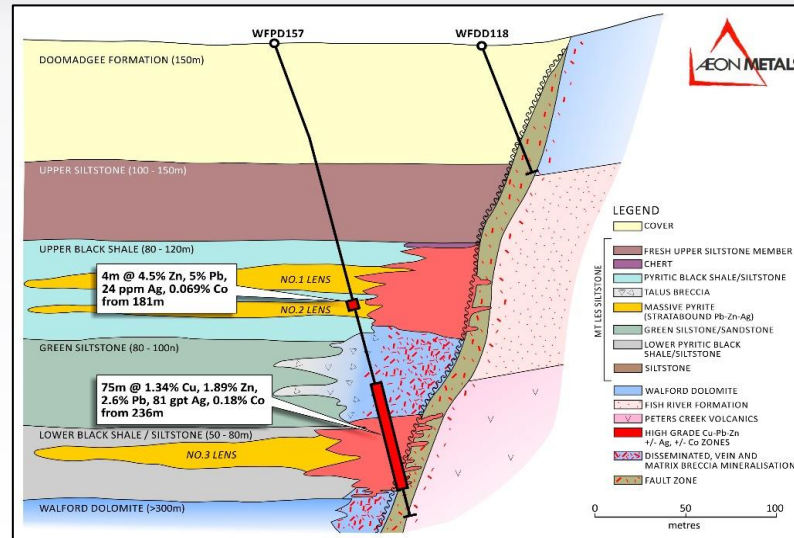 WFPD157
WFDD118
DOOMADGEE FORMATION (150m)
ÆON METALS
UPPER SILTSTONE (100 - 150m)
UPPER BLACK SHALE (80 - 120m)
4m @ 4.5% Zn, 5% Pb,
24 ppm Ag, 0.069% Co
from 181m
NO.1 LENS
NO.2 LENS
GREEN SILTSTONE (80 - 100n)
75m @ 1.34% Cu, 1.89% Zn,
2.6% Pb, 81 gpt Ag, 0.18% Co
from 236m
LOWER BLACK SHALE / SILTSTONE (50 - 80m)
NO.3 LENS
WALFORD DOLOMITE (>300m)
LEGEND
COVER
MT LES SILTSTONE
FRESH UPPER SILTSTONE MEMBER
CHERT
PYRITIC BLACK SHALE/SILTSTONE
TALUS BRECCIA
MASSIVE PYRITE
(STRATABOUND Pb-Zn-Ag)
GREEN SILSTONE/SANDSTONE
LOWER PYRITIC BLACK
SHALE/SILTSTONE
SILTSTONE
WALFORD DOLOMITE
FISH RIVER FORMATION
PETERS CREEK VOLCANICS
HIGH GRADE Cu-Pb-Zn
+/- Ag, +/- Co ZONES
DISSEMINATED, VEIN AND
MATRIX BRECCIA MINERALISATION
FAULT ZONE
0 50 100
metres